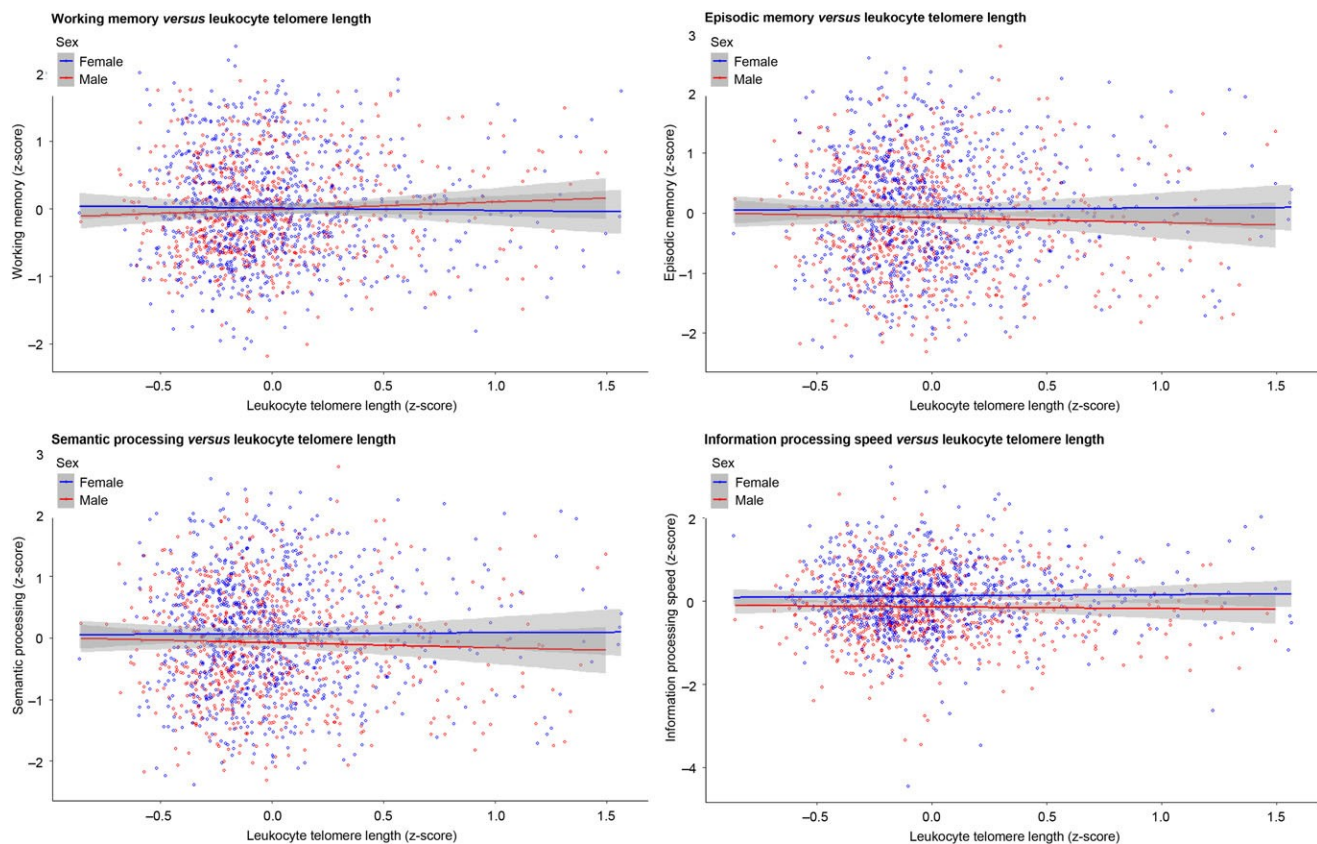 Working memory versus leukocyte telomere length
Sex
Female
Male
2
1
0
–1
–2
Working memory (z-score)
–0.5
0.0
0.5
1.0
1.5
Leukocyte telomere length (z-score)
Episodic memory versus leukocyte telomere length
3
Sex
Female
Male
2
1
0
–1
–2
Episodic memory (z-score)
–0.5
0.0
0.5
1.0
1.5
Leukocyte telomere length (z-score)
Semantic processing versus leukocyte telomere length
3
Sex
Female
Male
2
1
0
–1
–2
Semantic processing (z-score)
–0.5
0.0
0.5
1.0
1.5
Leukocyte telomere length (z-score)
Information processing speed versus leukocyte telomere length
Sex
Female
Male
2
0
–2
–4
Information processing speed (z-score)
–0.5
0.0
0.5
1.0
1.5
Leukocyte telomere length (z-score)